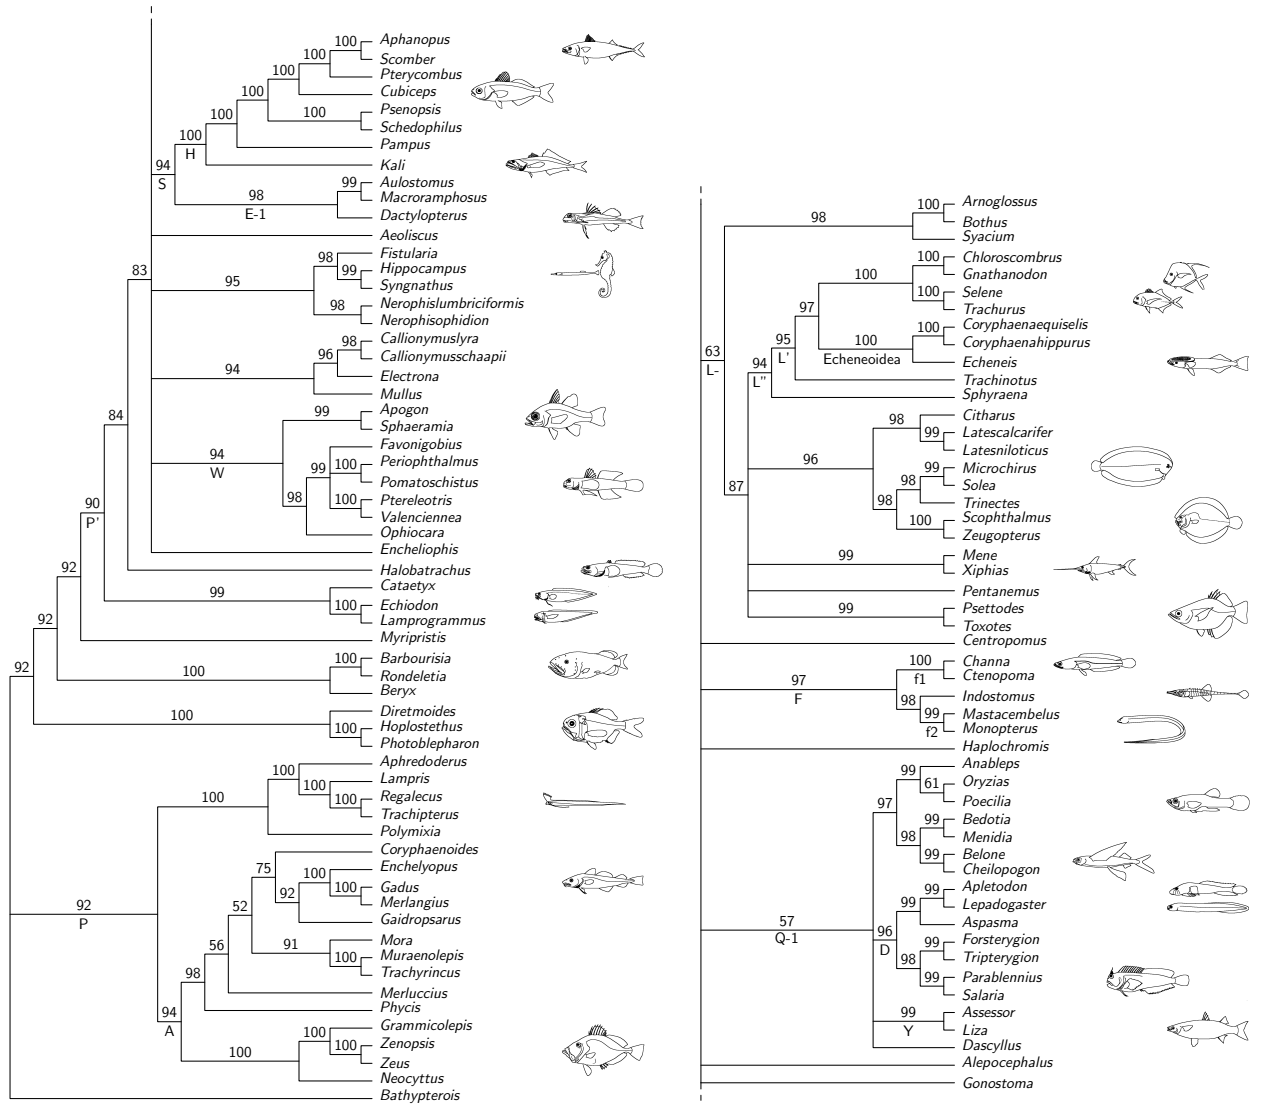 100 Aphanopus
100 Scomber
100 Pterycombus
100 Cubiceps
100 Psenopsis
100 Schedophilus
100 Pampus
94 H Kali
S 99 Aulostomus
98 Macroramphosus
E-1 Dactylopterus
Aeoliscus
83 98 Fistularia
99 Hippocampus
95 Syngnathus
98 Nerophislumbriciformis
Nerophisophidion
98 Callionymuslyra
96 Callionymusschaapii
94 Electrona
Mullus
84 99 Apogon
Sphaeramia
94 Favonigobius
W 99 100 Periophthalmus
Pomatoschistus
98 100 Ptereleotris
90 Valenciennea
P' Ophiocara
Encheliophis
92 Halobatrachus
99 Cataetyx
100 Echiodon
92 Lamprogrammus
Myripristis
92 100 Barbourisia
100 Rondeletia
Beryx
100 Diretmoides
100 Hoplostethus
Photoblepharon
100 Aphredoderus
100 Lampris
100 100 Regalecus
Trachipterus
Polymixia
75 Coryphaenoides
100 Enchelyopus
92 100 Gadus
92 Merlangius
P 52 Gaidropsarus
91 Mora
56 100 Muraenolepis
98 Trachyrincus
Merluccius
94 Phycis
A 100 Grammicolepis
100 100 Zenopsis
Zeus
Neocyttus
Bathypterois
100 Arnoglossus
98 Bothus
Syacium
100 Chloroscombrus
100 Gnathanodon
100 Selene
97 Trachurus
100 Coryphaenaequiselis
95 100 Coryphaenahippurus
63 L' Echeneoidea Echeneis
L- 94 Trachinotus
L'' Sphyraena
98 Citharus
99 Latescalcarifer
96 Latesniloticus
99 Microchirus
87 98 Solea
98 Trinectes
100 Scophthalmus
Zeugopterus
99 Mene
Xiphias
Pentanemus
99 Psettodes
Toxotes
Centropomus
100 Channa
97 f1 Ctenopoma
F 98 Indostomus
99 Mastacembelus
f2 Monopterus
Haplochromis
99 Anableps
61 Oryzias
97 Poecilia
99 Bedotia
98 Menidia
99 Belone
Cheilopogon
99 Apletodon
99 Lepadogaster
57 Aspasma
Q-1 96 99 Forsterygion
D 98 Tripterygion
99 Parablennius
Salaria
99 Assessor
Y Liza
Dascyllus
Alepocephalus
Gonostoma